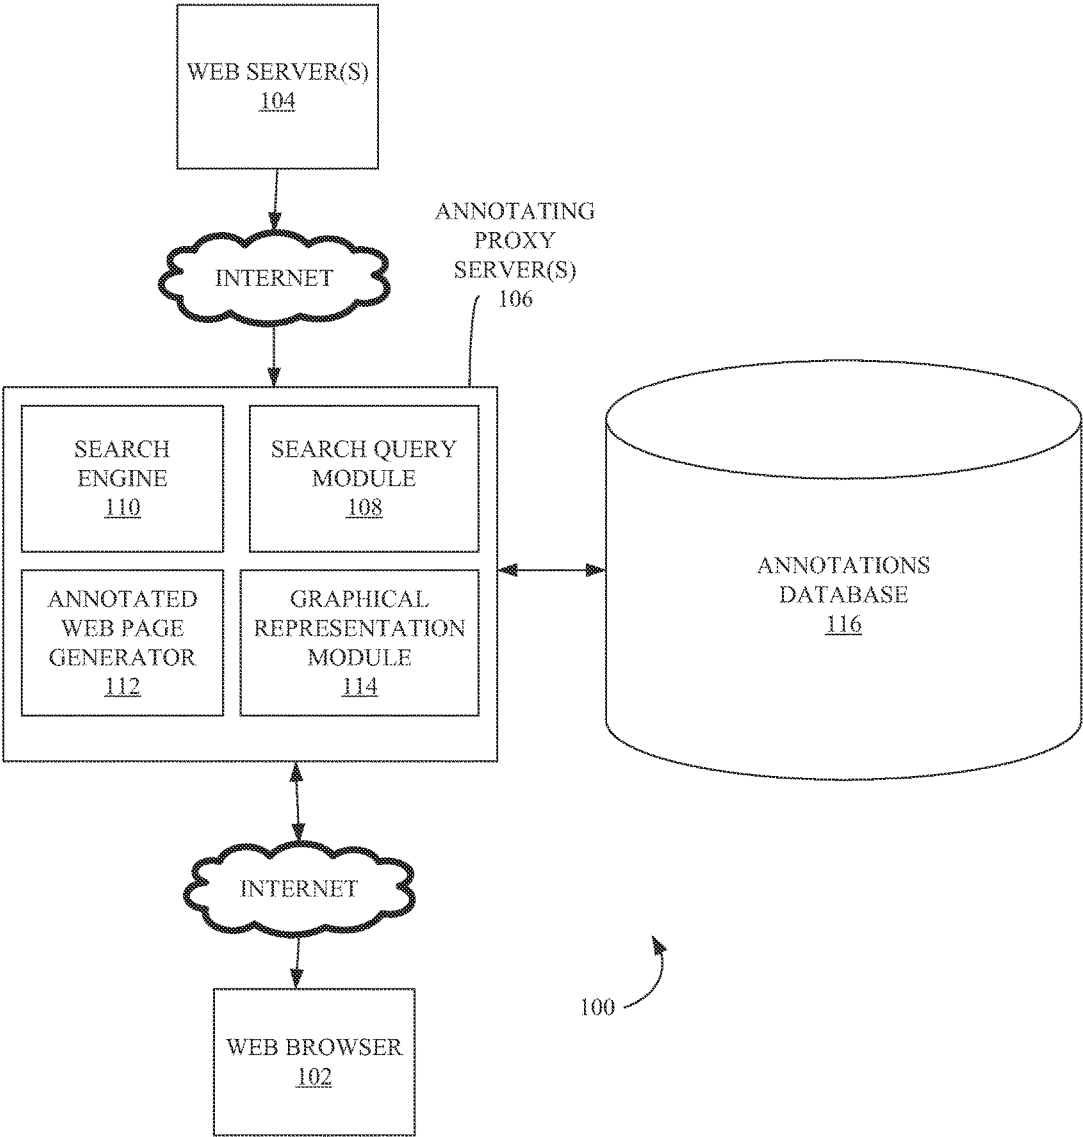 WEB SERVER(S)
104
INTERNET
ANNOTATING
PROXY
SERVER(S)
106
SEARCH
ENGINE
110
SEARCH QUERY
MODULE
108
ANNOTATED
WEB PAGE
GENERATOR
112
GRAPHICAL
REPRESENTATION
MODULE
114
ANNOTATIONS
DATABASE
116
INTERNET
100
WEB BROWSER
102